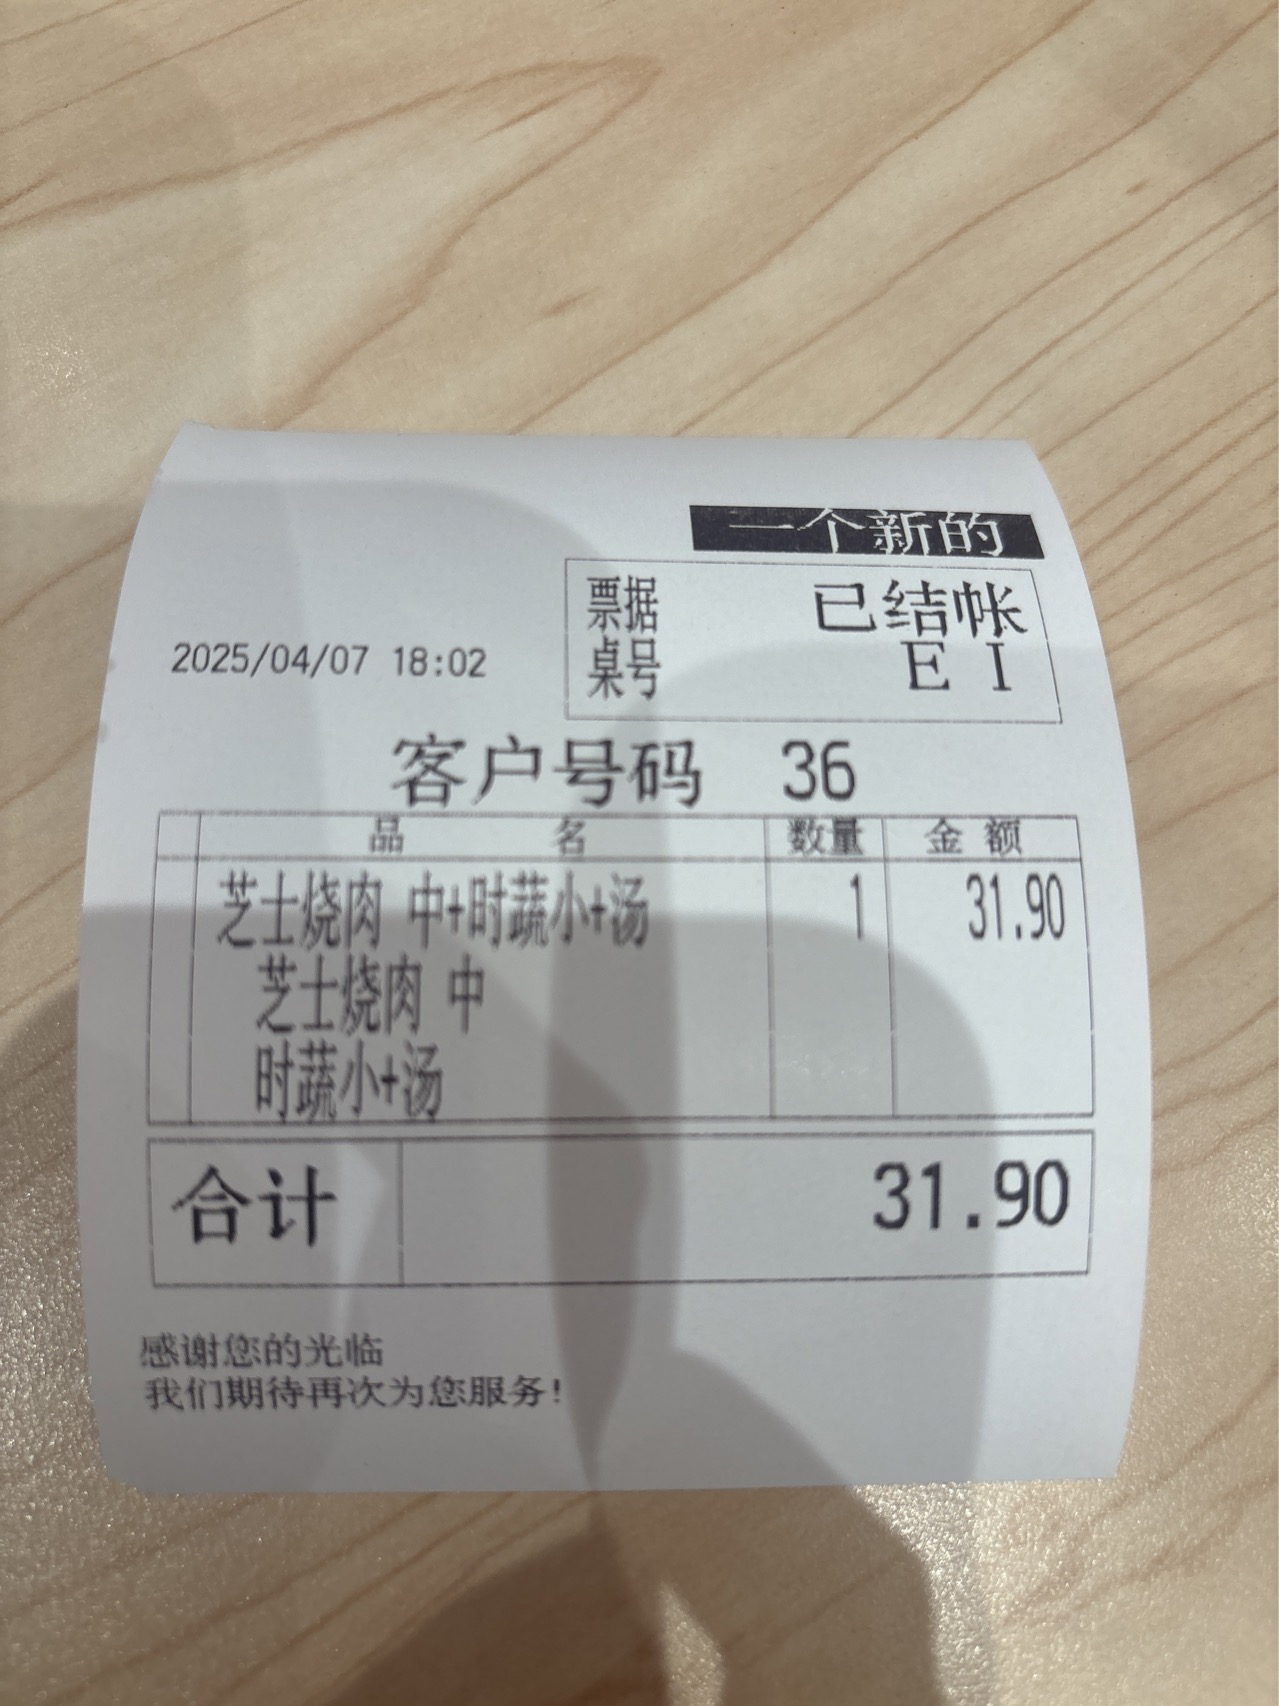 一个新的
票据 已结帐
2025/04/07 18:02
桌号 E I
客户号码 36
品 名 数量 金 额
芝士烧肉 中+时蔬小+汤 1 31.90
芝士烧肉 中
时蔬小+汤
合计 31.90
感谢您的光临
我们期待再次为您服务!